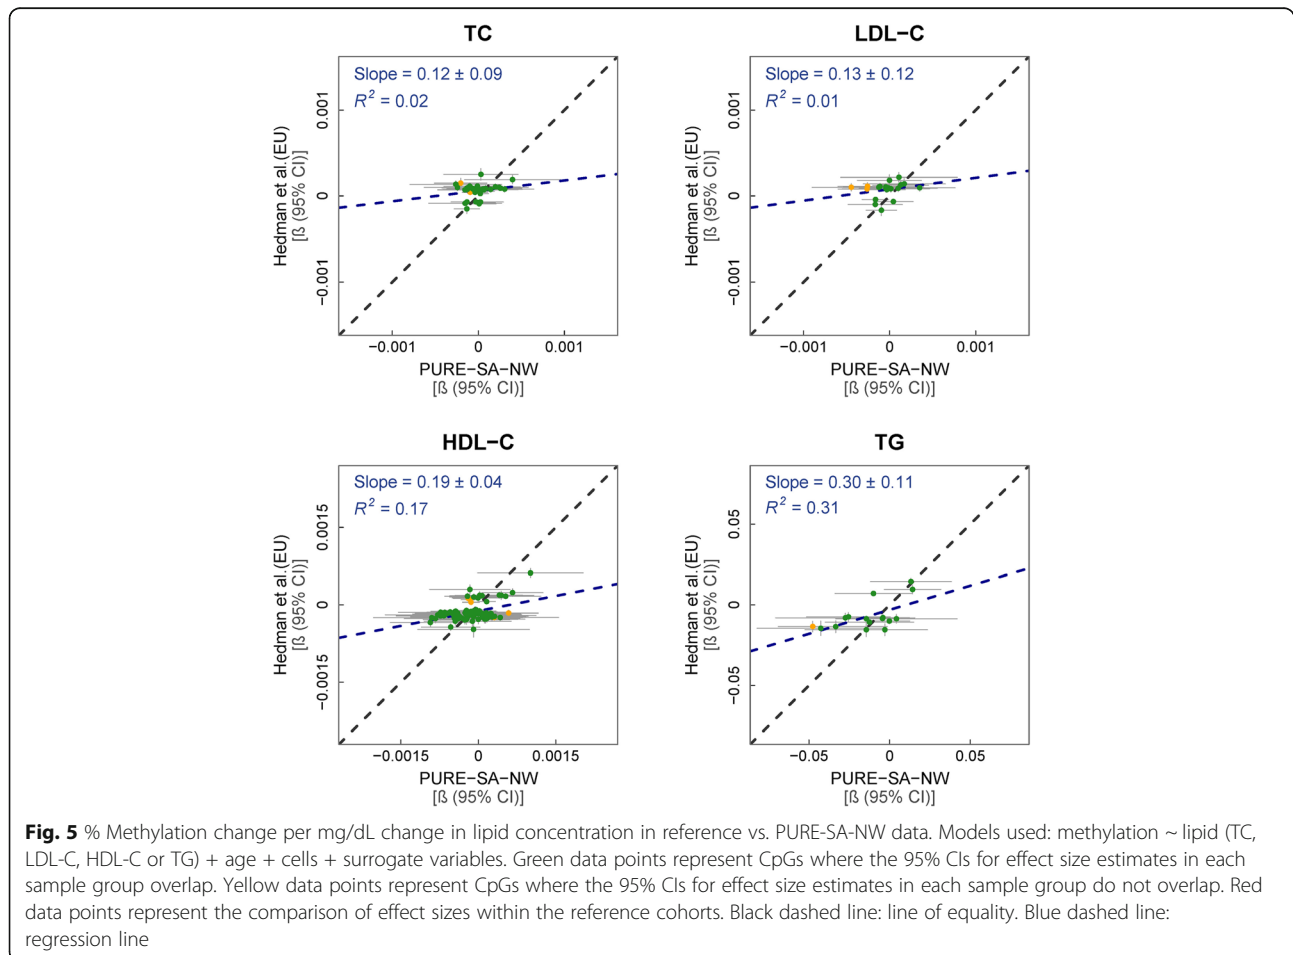 TC
Slope = 0.12 ± 0.09
R² = 0.02
Hedman et al.(EU)
[ß (95% CI)]
0.001
0
−0.001
−0.001
0
0.001
PURE−SA−NW
[ß (95% CI)]
LDL−C
Slope = 0.13 ± 0.12
R² = 0.01
Hedman et al.(EU)
[ß (95% CI)]
0.001
0
−0.001
−0.001
0
0.001
PURE−SA−NW
[ß (95% CI)]
HDL−C
Slope = 0.19 ± 0.04
R² = 0.17
Hedman et al.(EU)
[ß (95% CI)]
0.0015
0
−0.0015
−0.0015
0
0.0015
PURE−SA−NW
[ß (95% CI)]
TG
Slope = 0.30 ± 0.11
R² = 0.31
Hedman et al.(EU)
[ß (95% CI)]
0.05
0
−0.05
−0.05
0
0.05
PURE−SA−NW
[ß (95% CI)]
Fig. 5 % Methylation change per mg/dL change in lipid concentration in reference vs. PURE-SA-NW data. Models used: methylation ~ lipid (TC,
LDL-C, HDL-C or TG) + age + cells + surrogate variables. Green data points represent CpGs where the 95% CIs for effect size estimates in each
sample group overlap. Yellow data points represent CpGs where the 95% CIs for effect size estimates in each sample group do not overlap. Red
data points represent the comparison of effect sizes within the reference cohorts. Black dashed line: line of equality. Blue dashed line:
regression line